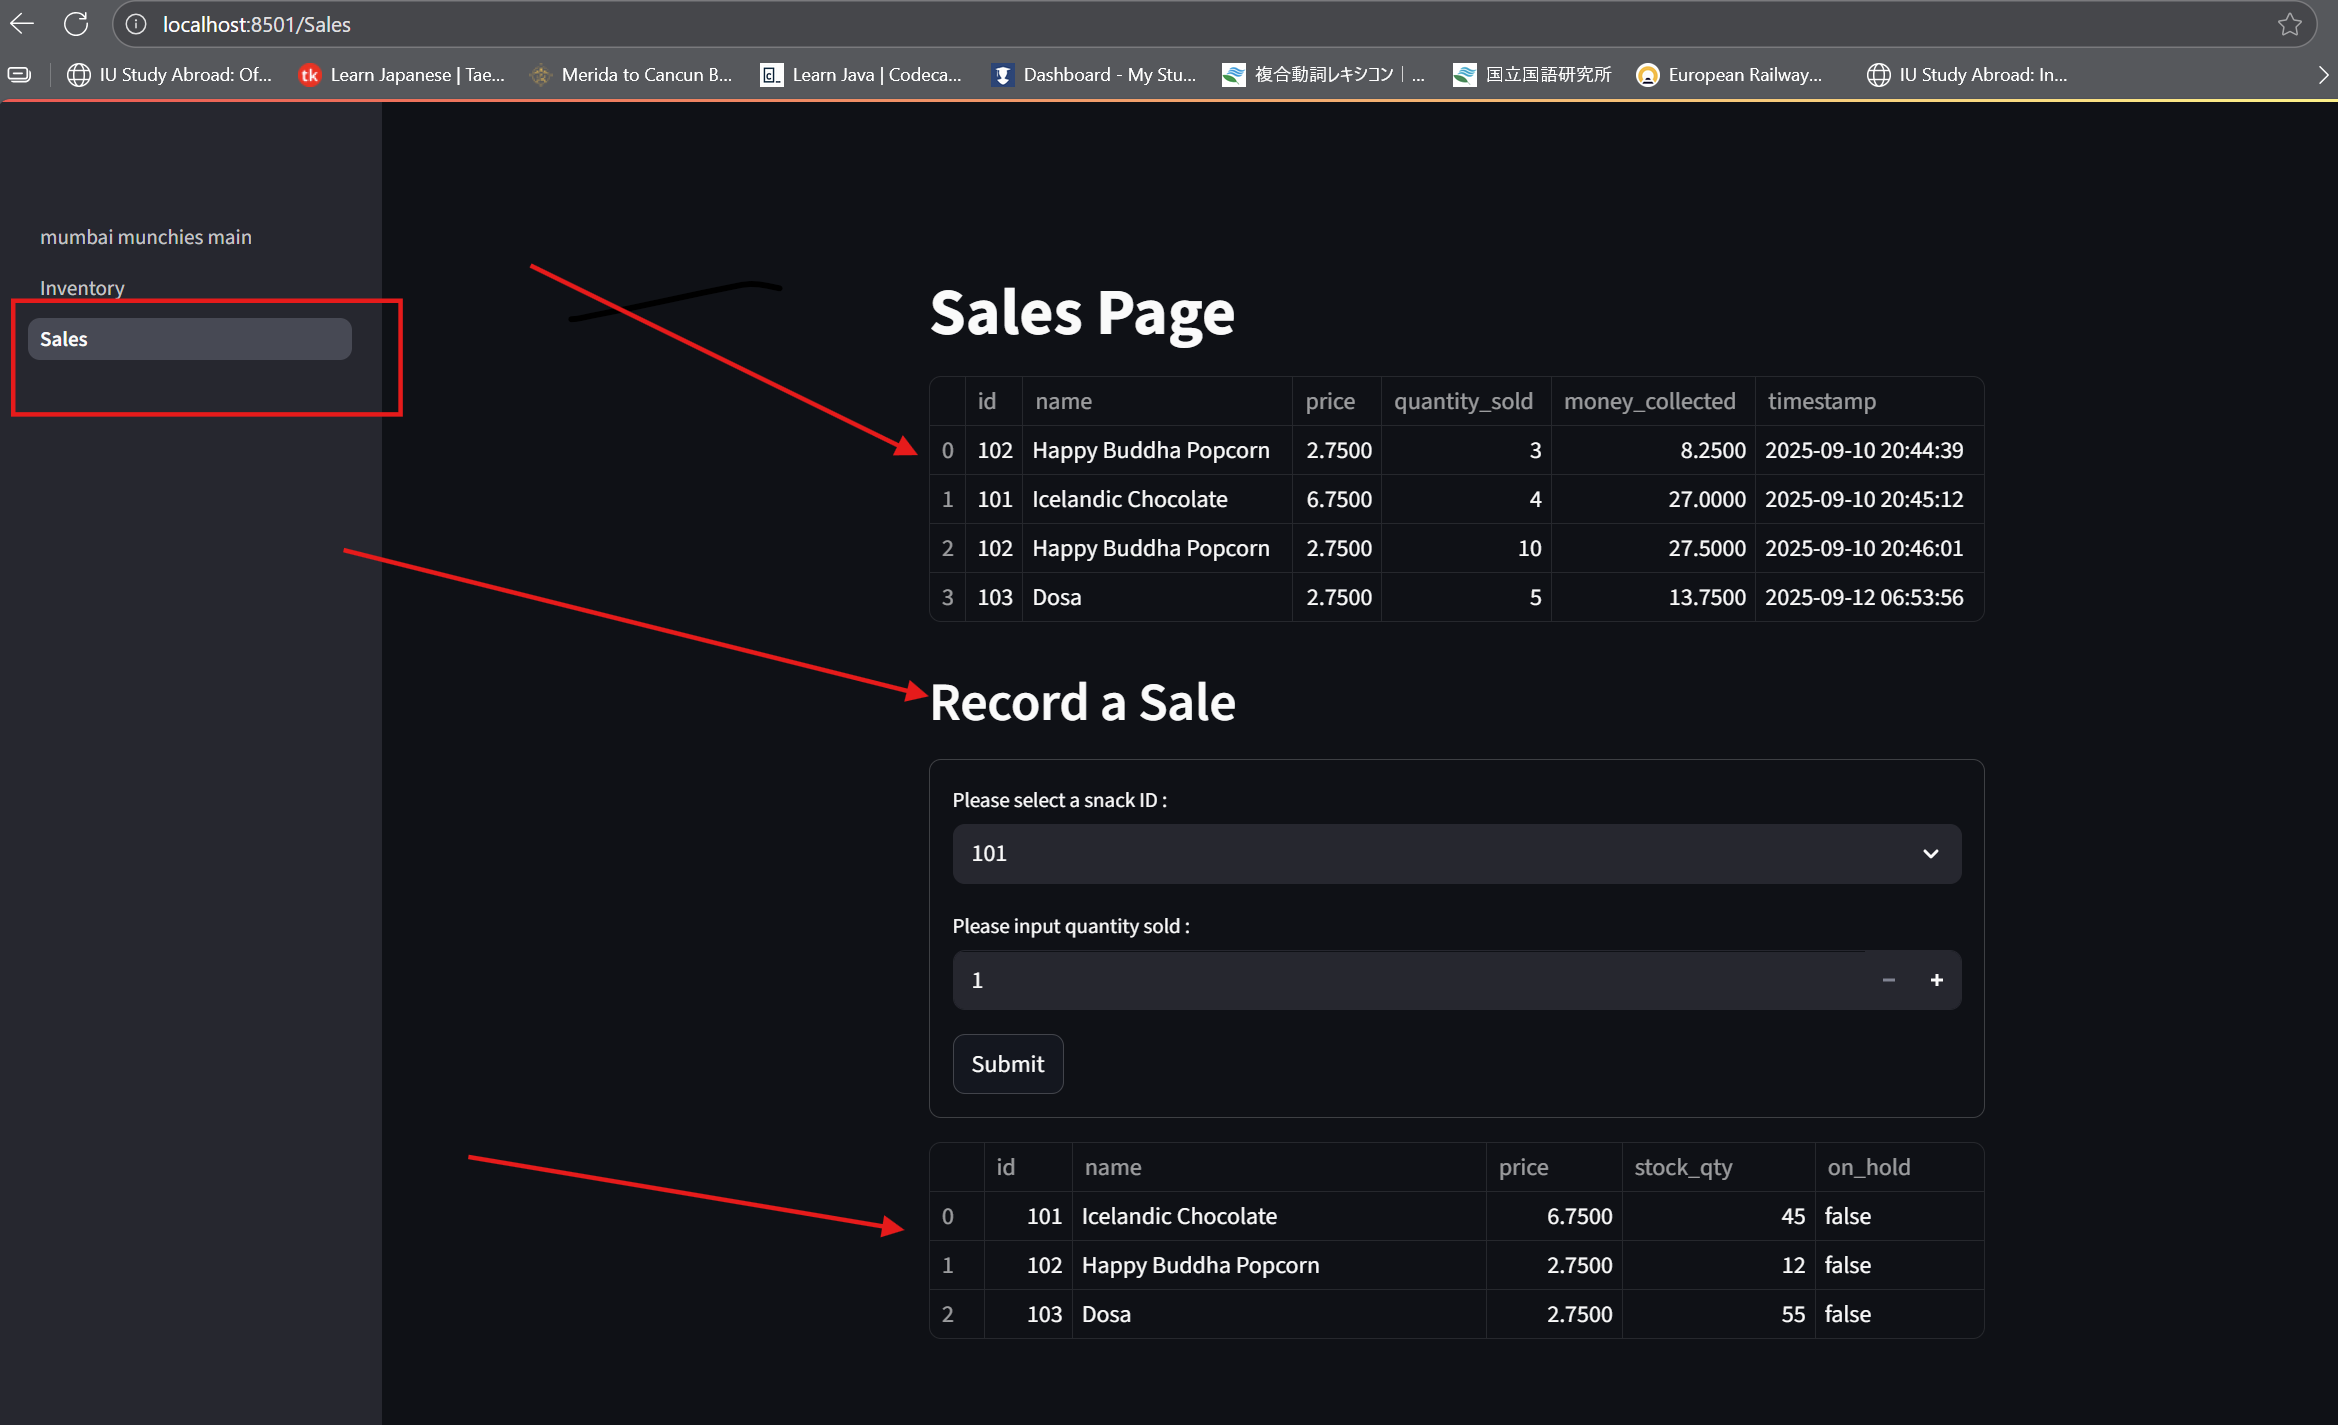 localhost:8501/Sales
IU Study Abroad: Of... tk Learn Japanese | Tae... Merida to Cancun B... Learn Java | Codeca... Dashboard - My Stu... 複合動詞レキシコン | ... 国立国語研究所 European Railway... IU Study Abroad: In...
mumbai munchies main
Inventory
Sales
Sales Page
id name price quantity_sold money_collected timestamp
0 102 Happy Buddha Popcorn 2.7500 3 8.2500 2025-09-10 20:44:39
1 101 Icelandic Chocolate 6.7500 4 27.0000 2025-09-10 20:45:12
2 102 Happy Buddha Popcorn 2.7500 10 27.5000 2025-09-10 20:46:01
3 103 Dosa 2.7500 5 13.7500 2025-09-12 06:53:56
Record a Sale
Please select a snack ID :
101
Please input quantity sold :
1
Submit
id name price stock_qty on_hold
0 101 Icelandic Chocolate 6.7500 45 false
1 102 Happy Buddha Popcorn 2.7500 12 false
2 103 Dosa 2.7500 55 false